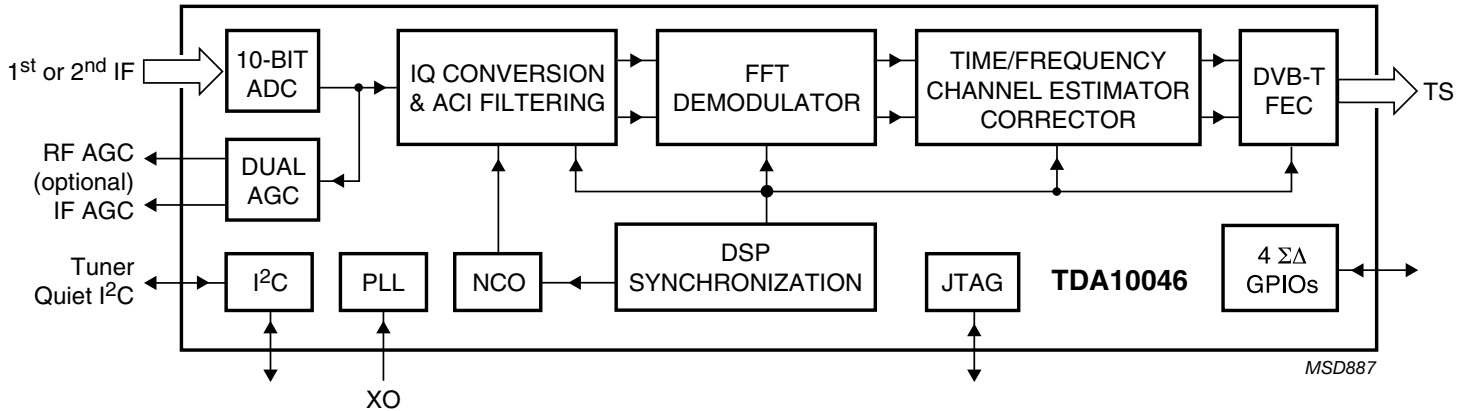 1st or 2nd IF
10-BIT
ADC
IQ CONVERSION
& ACI FILTERING
FFT
DEMODULATOR
TIME/FREQUENCY
CHANNEL ESTIMATOR
CORRECTOR
DVB-T
FEC
TS
RF AGC
(optional)
IF AGC
DUAL
AGC
Tuner
Quiet I2C
I2C
PLL
NCO
DSP
SYNCHRONIZATION
JTAG
TDA10046
4 ΣΔ
GPIOs
XO
MSD887